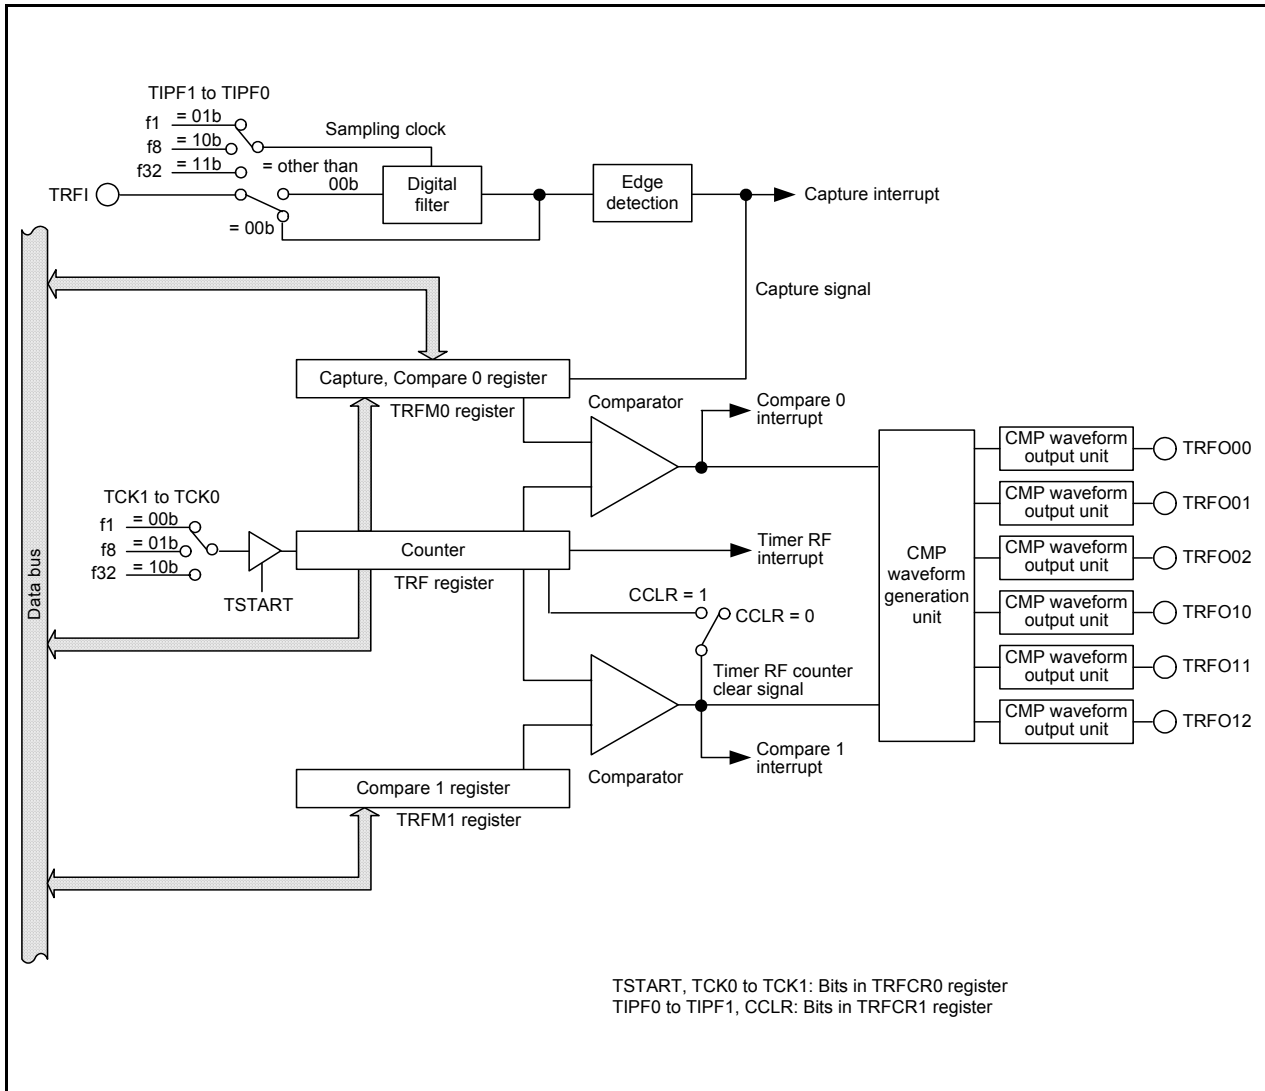 TIPF1 to TIPF0
f1
= 01b
f8
= 10b
f32
= 11b
Sampling clock
= other than
00b
= 00b
TRFI
Digital
filter
Edge
detection
Capture interrupt
Capture signal
Capture, Compare 0 register
TRFM0 register
Comparator
Compare 0
interrupt
TCK1 to TCK0
f1
= 00b
f8
= 01b
f32
= 10b
TSTART
Counter
TRF register
Timer RF
interrupt
CCLR = 1
CCLR = 0
Timer RF counter
clear signal
Compare 1
interrupt
Comparator
Compare 1 register
TRFM1 register
Data bus
CMP
waveform
generation
unit
CMP waveform
output unit
TRFO00
CMP waveform
output unit
TRFO01
CMP waveform
output unit
TRFO02
CMP waveform
output unit
TRFO10
CMP waveform
output unit
TRFO11
CMP waveform
output unit
TRFO12
TSTART, TCK0 to TCK1: Bits in TRFCR0 register
TIPF0 to TIPF1, CCLR: Bits in TRFCR1 register